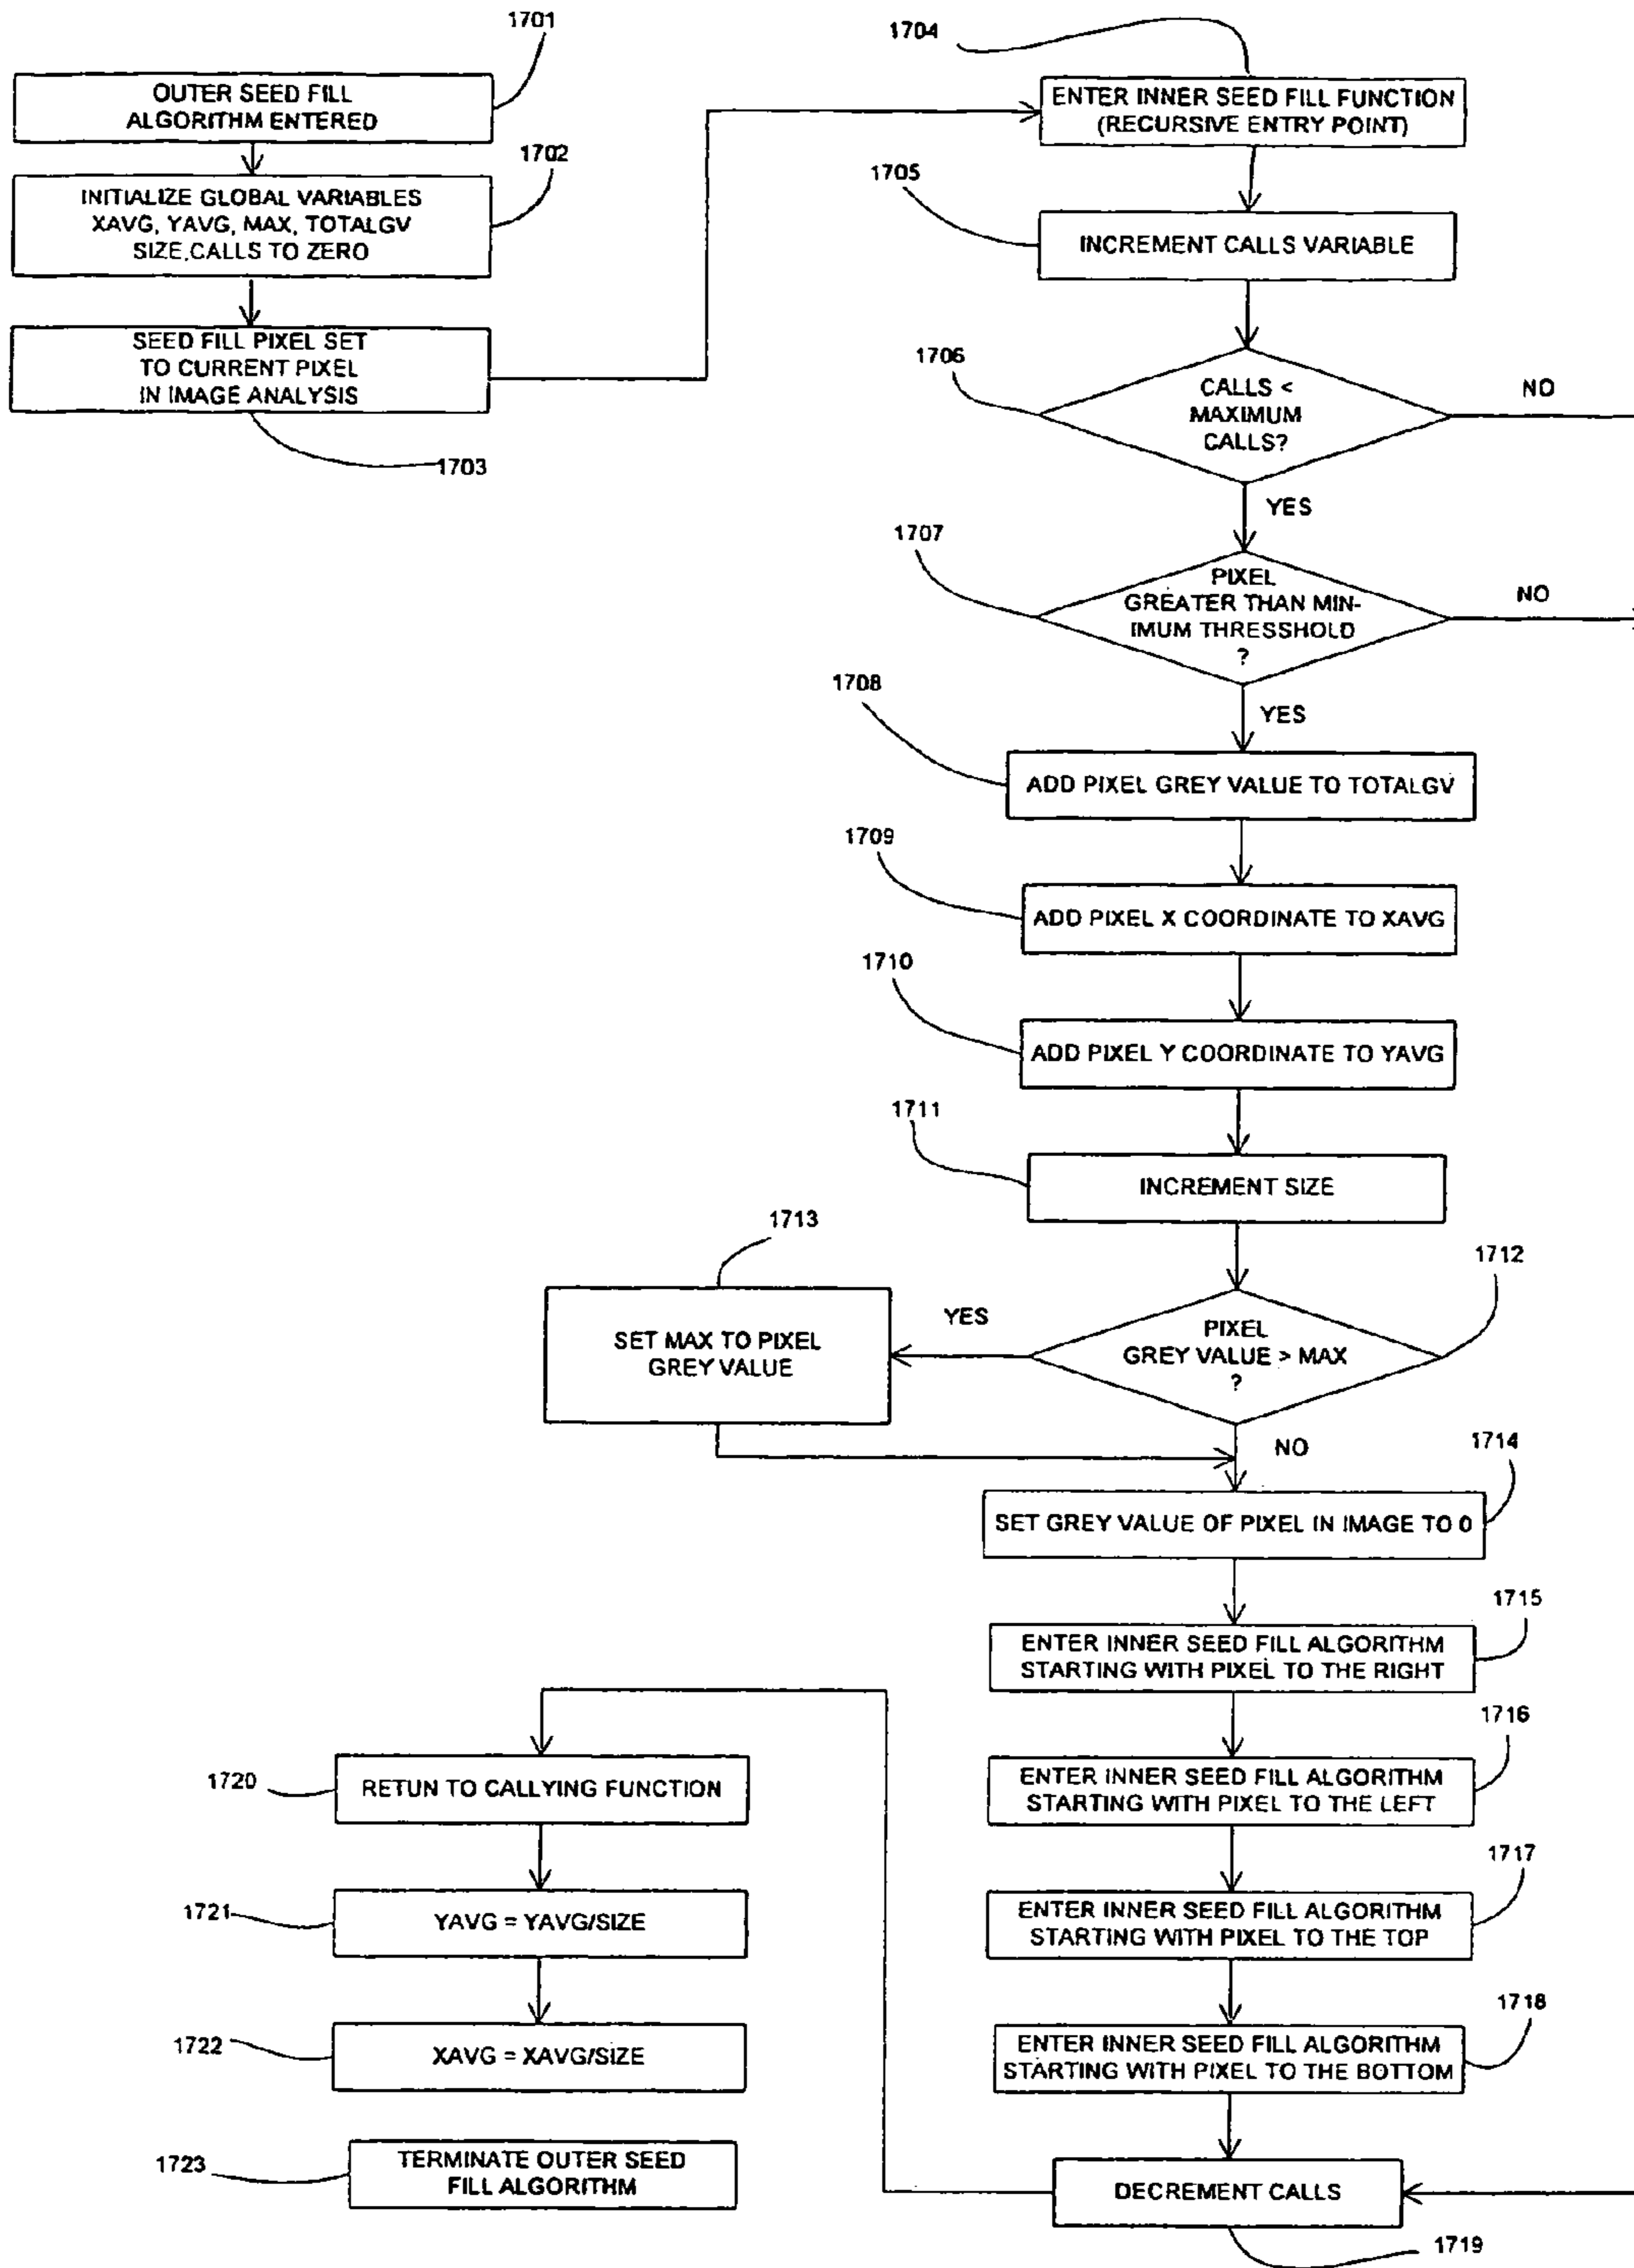 1701
OUTER SEED FILL
ALGORITHM ENTERED
1702
INITIALIZE GLOBAL VARIABLES
XAVG, YAVG, MAX, TOTALGV
SIZE,CALLS TO ZERO
SEED FILL PIXEL SET
TO CURRENT PIXEL
IN IMAGE ANALYSIS
1703
1704
ENTER INNER SEED FILL FUNCTION
(RECURSIVE ENTRY POINT)
1705
INCREMENT CALLS VARIABLE
1706
CALLS <
MAXIMUM
CALLS?
NO
YES
1707
PIXEL
GREATER THAN MIN-
IMUM THRESSHOLD
?
NO
YES
1708
ADD PIXEL GREY VALUE TO TOTALGV
1709
ADD PIXEL X COORDINATE TO XAVG
1710
ADD PIXEL Y COORDINATE TO YAVG
1711
INCREMENT SIZE
1712
PIXEL
GREY VALUE > MAX
?
YES
1713
SET MAX TO PIXEL
GREY VALUE
NO
1714
SET GREY VALUE OF PIXEL IN IMAGE TO 0
1715
ENTER INNER SEED FILL ALGORITHM
STARTING WITH PIXEL TO THE RIGHT
1716
ENTER INNER SEED FILL ALGORITHM
STARTING WITH PIXEL TO THE LEFT
1717
ENTER INNER SEED FILL ALGORITHM
STARTING WITH PIXEL TO THE TOP
1718
ENTER INNER SEED FILL ALGORITHM
STARTING WITH PIXEL TO THE BOTTOM
DECREMENT CALLS
1719
1720
RETUN TO CALLYING FUNCTION
1721
YAVG = YAVG/SIZE
1722
XAVG = XAVG/SIZE
1723
TERMINATE OUTER SEED
FILL ALGORITHM